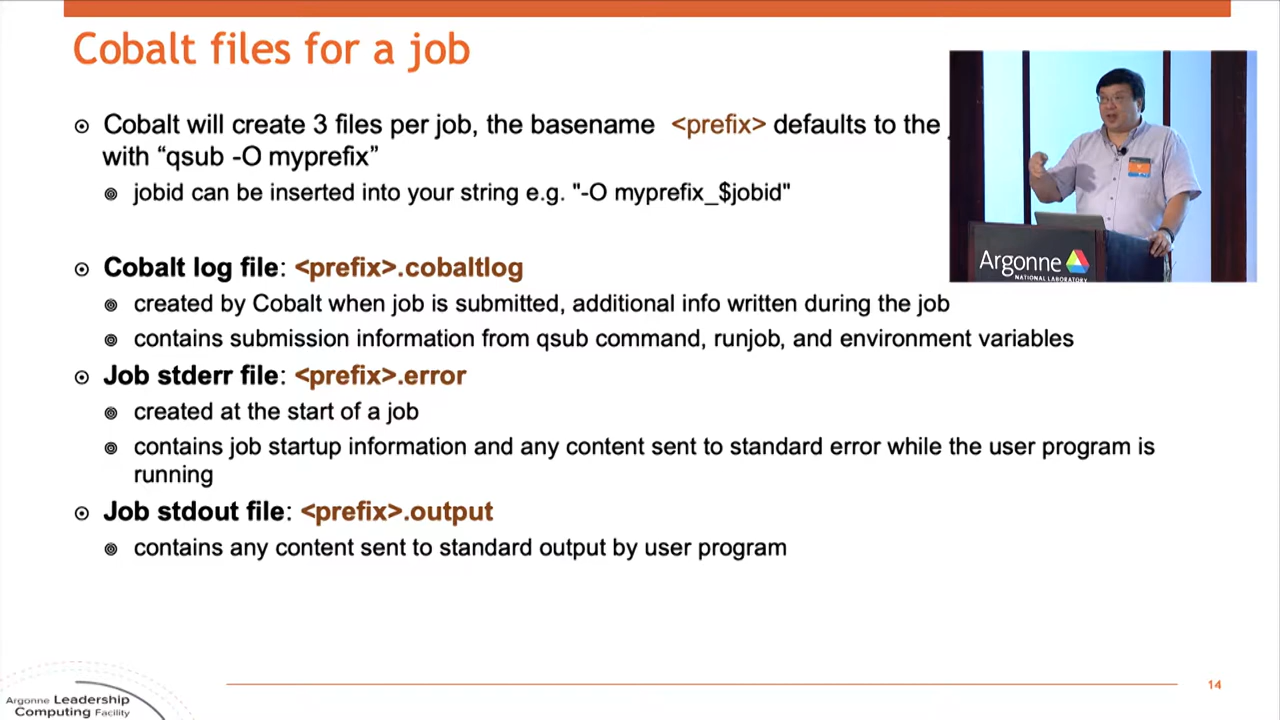 Cobalt files for a job
Cobalt will create 3 files per job, the basename <prefix> defaults to the
with “qsub -O myprefix”
jobid can be inserted into your string e.g. "-O myprefix_$jobid"
Cobalt log file: <prefix>.cobaltlog
created by Cobalt when job is submitted, additional info written during the job
contains submission information from qsub command, runjob, and environment variables
Job stderr file: <prefix>.error
created at the start of a job
contains job startup information and any content sent to standard error while the user program is
running
Job stdout file: <prefix>.output
contains any content sent to standard output by user program
Argonne
NATIONAL LABORATORY
Argonne Leadership
Computing Facility
14